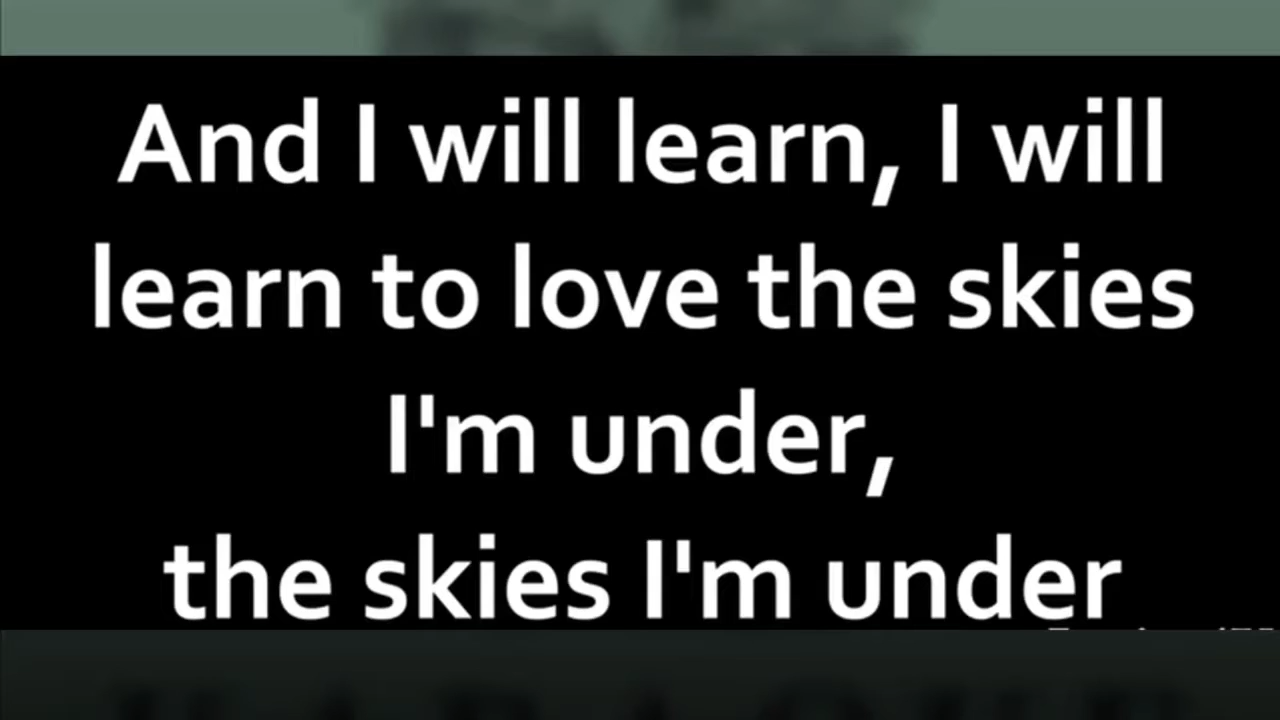 And I will learn, I will
learn to love the skies
I'm under,
the skies I'm under